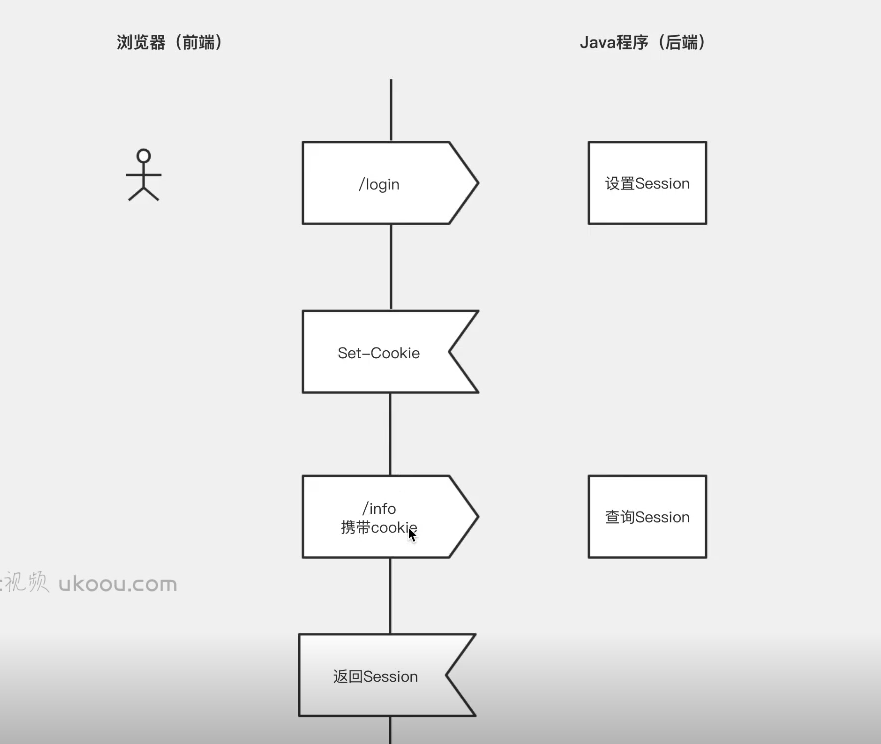 浏览器（前端）
Java程序（后端）
/login
设置Session
Set-Cookie
/info
携带cookie
查询Session
视频 ukoou.com
返回Session